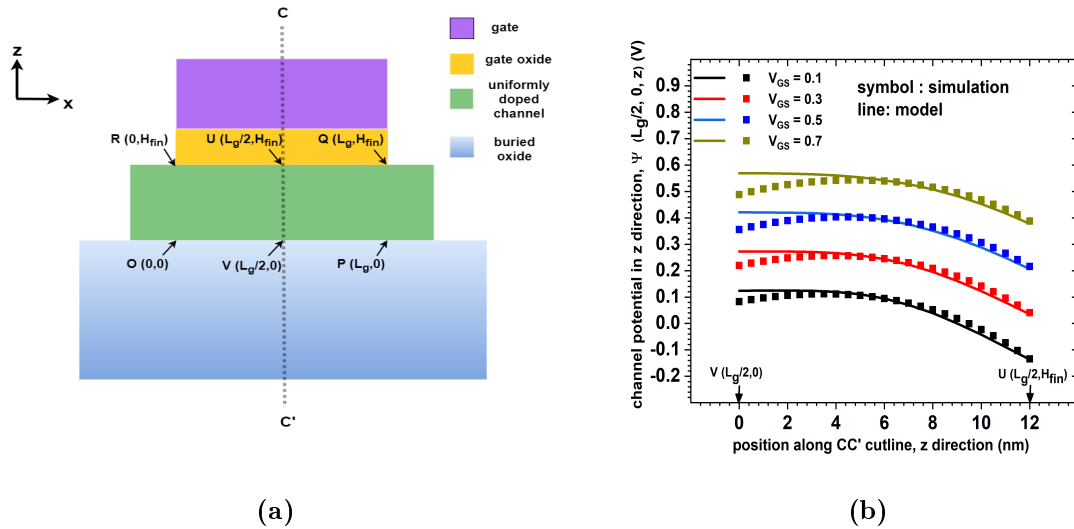 C
z
x
gate
gate oxide
uniformly
doped
channel
buried
oxide
R (0,H_fin)
U (L_g/2,H_fin)
Q (L_g,H_fin)
O (0,0)
V (L_g/2,0)
P (L_g,0)
C'
(a)
channel potential in z direction, Ψ (L_g/2, 0, z) (V)
0.9
0.8
0.7
0.6
0.5
0.4
0.3
0.2
0.1
0.0
-0.1
-0.2
V_GS = 0.1
V_GS = 0.3
V_GS = 0.5
V_GS = 0.7
symbol : simulation
line: model
V (L_g/2,0)
U (L_g/2,H_fin)
0 2 4 6 8 10 12
position along CC' cutline, z direction (nm)
(b)